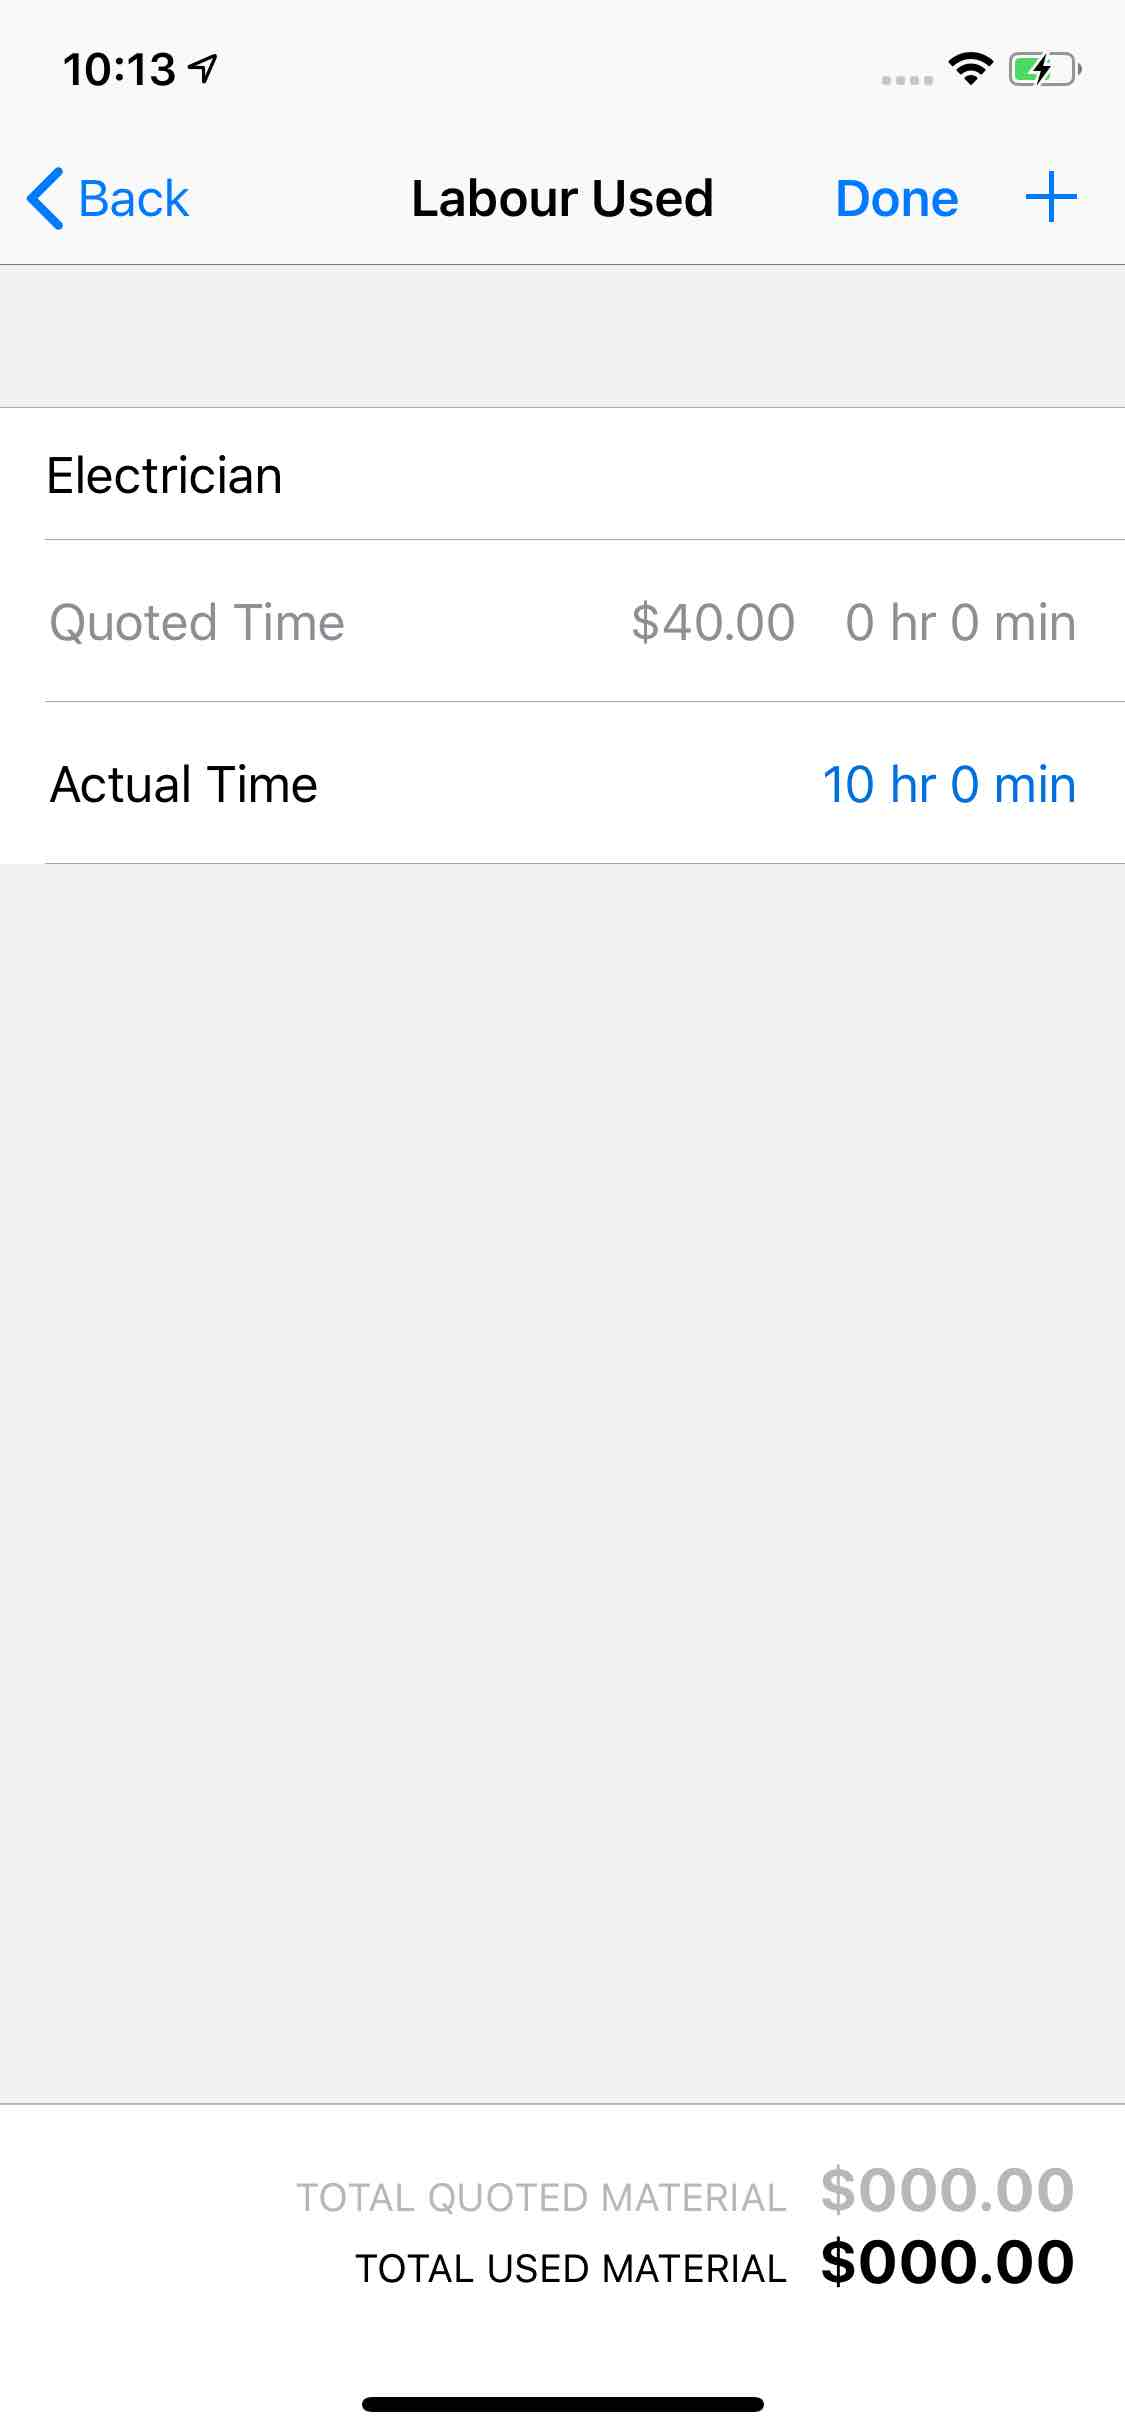 10:13
Back Labour Used Done +
Electrician
Quoted Time $40.00 0 hr 0 min
Actual Time 10 hr 0 min
TOTAL QUOTED MATERIAL $000.00
TOTAL USED MATERIAL $000.00